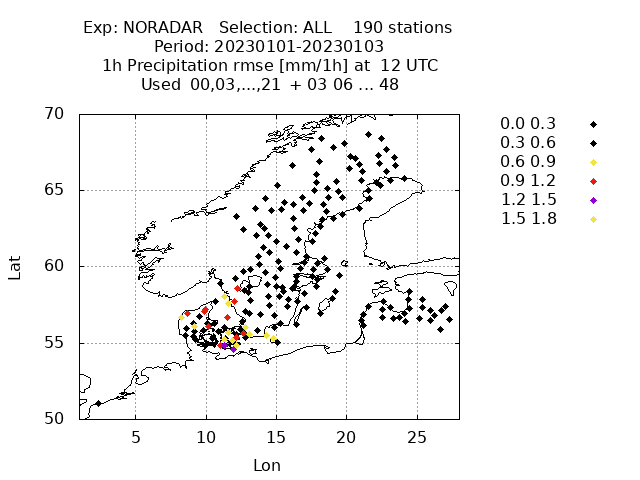 Exp: NORADAR Selection: ALL 190 stations
Period: 20230101-20230103
1h Precipitation rmse [mm/1h] at 12 UTC
Used 00,03,...,21 + 03 06 ... 48
70
65
60
55
50
Lat
5 10 15 20 25
Lon
0.0 0.3
0.3 0.6
0.6 0.9
0.9 1.2
1.2 1.5
1.5 1.8